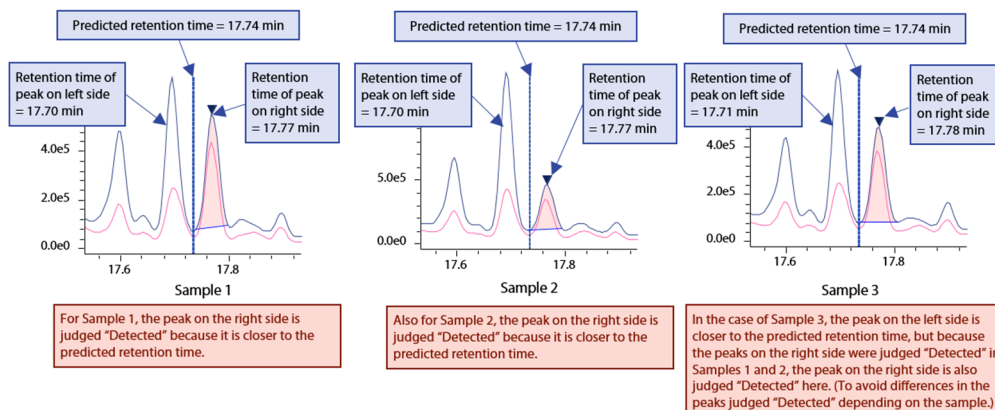 Predicted retention time = 17.74 min
Retention time of
peak on left side
= 17.70 min
Retention
time of peak
on right side
= 17.77 min
4.0e5
2.0e5
0.0e0
17.6
17.8
Sample 1
For Sample 1, the peak on the right side is
judged “Detected” because it is closer to the
predicted retention time.
Predicted retention time = 17.74 min
Retention time of
peak on left side
= 17.70 min
Retention
time of peak
on right side
= 17.77 min
5.0e5
0.0e0
17.6
17.8
Sample 2
Also for Sample 2, the peak on the right side is
judged “Detected” because it is closer to the
predicted retention time.
Predicted retention time = 17.74 min
Retention time of
peak on left side
= 17.71 min
Retention
time of peak
on right side
= 17.78 min
4.0e5
2.0e5
0.0e0
17.6
17.8
Sample 3
In the case of Sample 3, the peak on the left side is
closer to the predicted retention time, but because
the peaks on the right side were judged “Detected” in
Samples 1 and 2, the peak on the right side is also
judged “Detected” here. (To avoid differences in the
peaks judged “Detected” depending on the sample.)